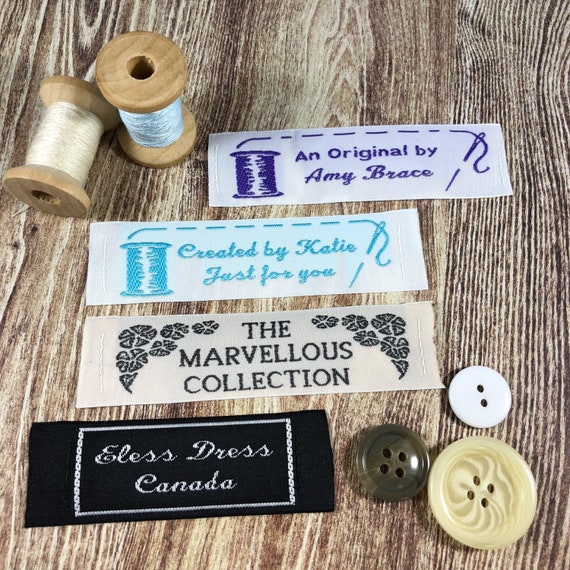 An Original by
Amy Brace
Created by Katie
Just for you
THE
MARVELLOUS
COLLECTION
Eless Dress
Canada